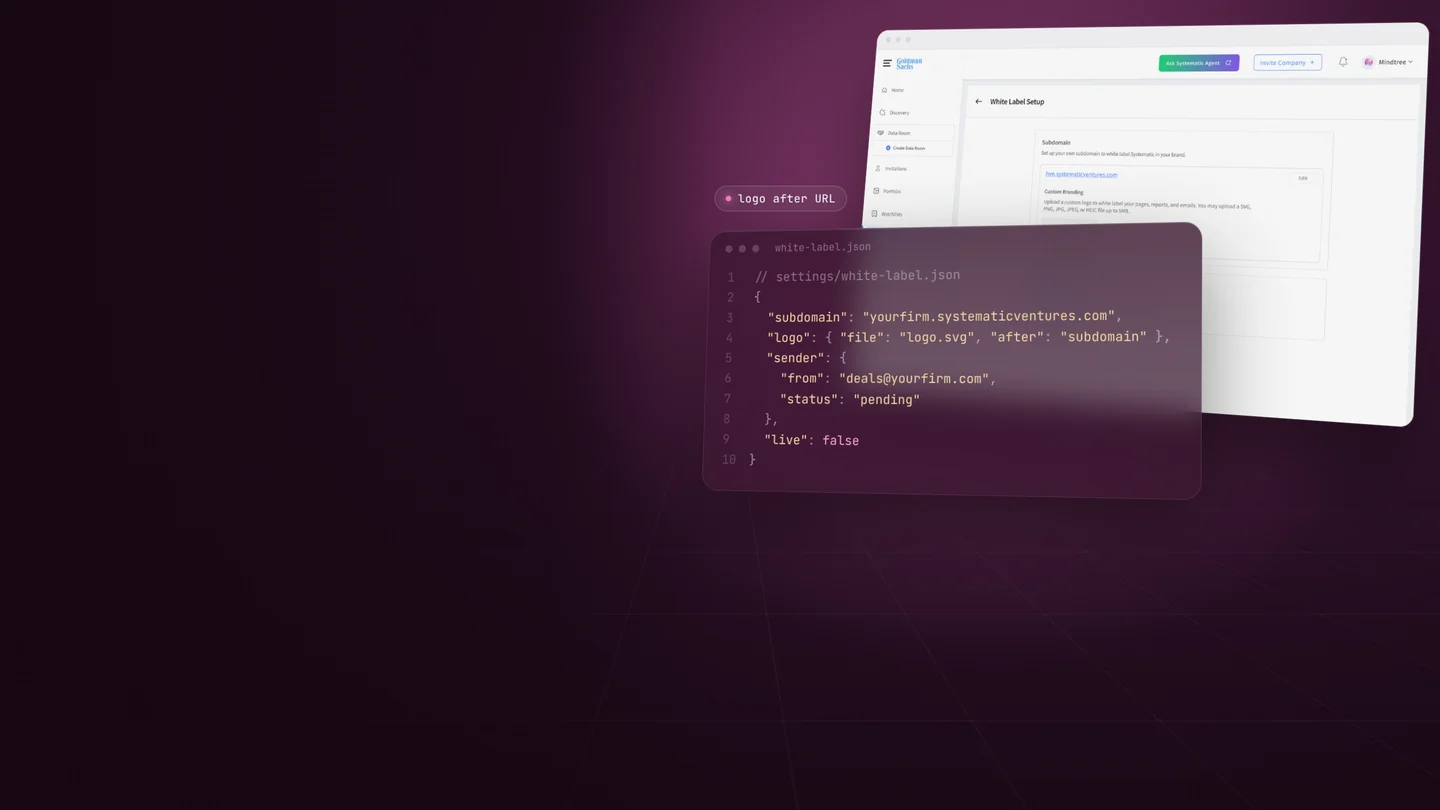 Goldman
Sachs
Ask Systematic Agent
Invite Company +
Mindtree
Home
Discovery
Data Room
Create Data Room
Invitations
Portfolio
Watchlists
White Label Setup
Subdomain
Set up your own subdomain to white label Systematic in your Brand.
live.systematicventures.com
Edit
Custom Branding
Upload a custom logo to white label your pages, reports, and emails. You may upload a SVG,
PNG, JPG, JPEG, or HEIC file up to 5MB.
logo after URL
white-label.json
1 // settings/white-label.json
2 {
3 "subdomain": "yourfirm.systematicventures.com",
4 "logo": { "file": "logo.svg", "after": "subdomain" },
5 "sender": {
6 "from": "deals@yourfirm.com",
7 "status": "pending"
8 },
9 "live": false
10 }